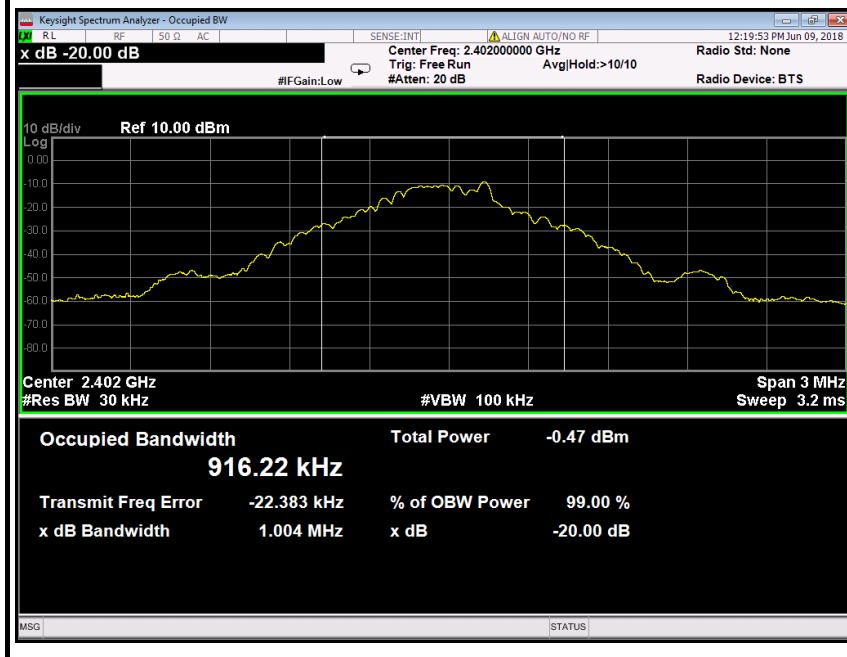 Keysight Spectrum Analyzer - Occupied BW
RL RF 50 Ω AC SENSE:INT ALIGN AUTO/NO RF 12:19:53 PM Jun 09, 2018
x dB -20.00 dB
Center Freq: 2.402000000 GHz
Radio Std: None
Trig: Free Run Avg|Hold:>10/10
#IFGain:Low #Atten: 20 dB Radio Device: BTS
10 dB/div Ref 10.00 dBm
Log
0.00
-10.0
-20.0
-30.0
-40.0
-50.0
-60.0
-70.0
-80.0
Center 2.402 GHz Span 3 MHz
#Res BW 30 kHz #VBW 100 kHz Sweep 3.2 ms
Occupied Bandwidth Total Power -0.47 dBm
916.22 kHz
Transmit Freq Error -22.383 kHz % of OBW Power 99.00 %
x dB Bandwidth 1.004 MHz x dB -20.00 dB
MSG STATUS